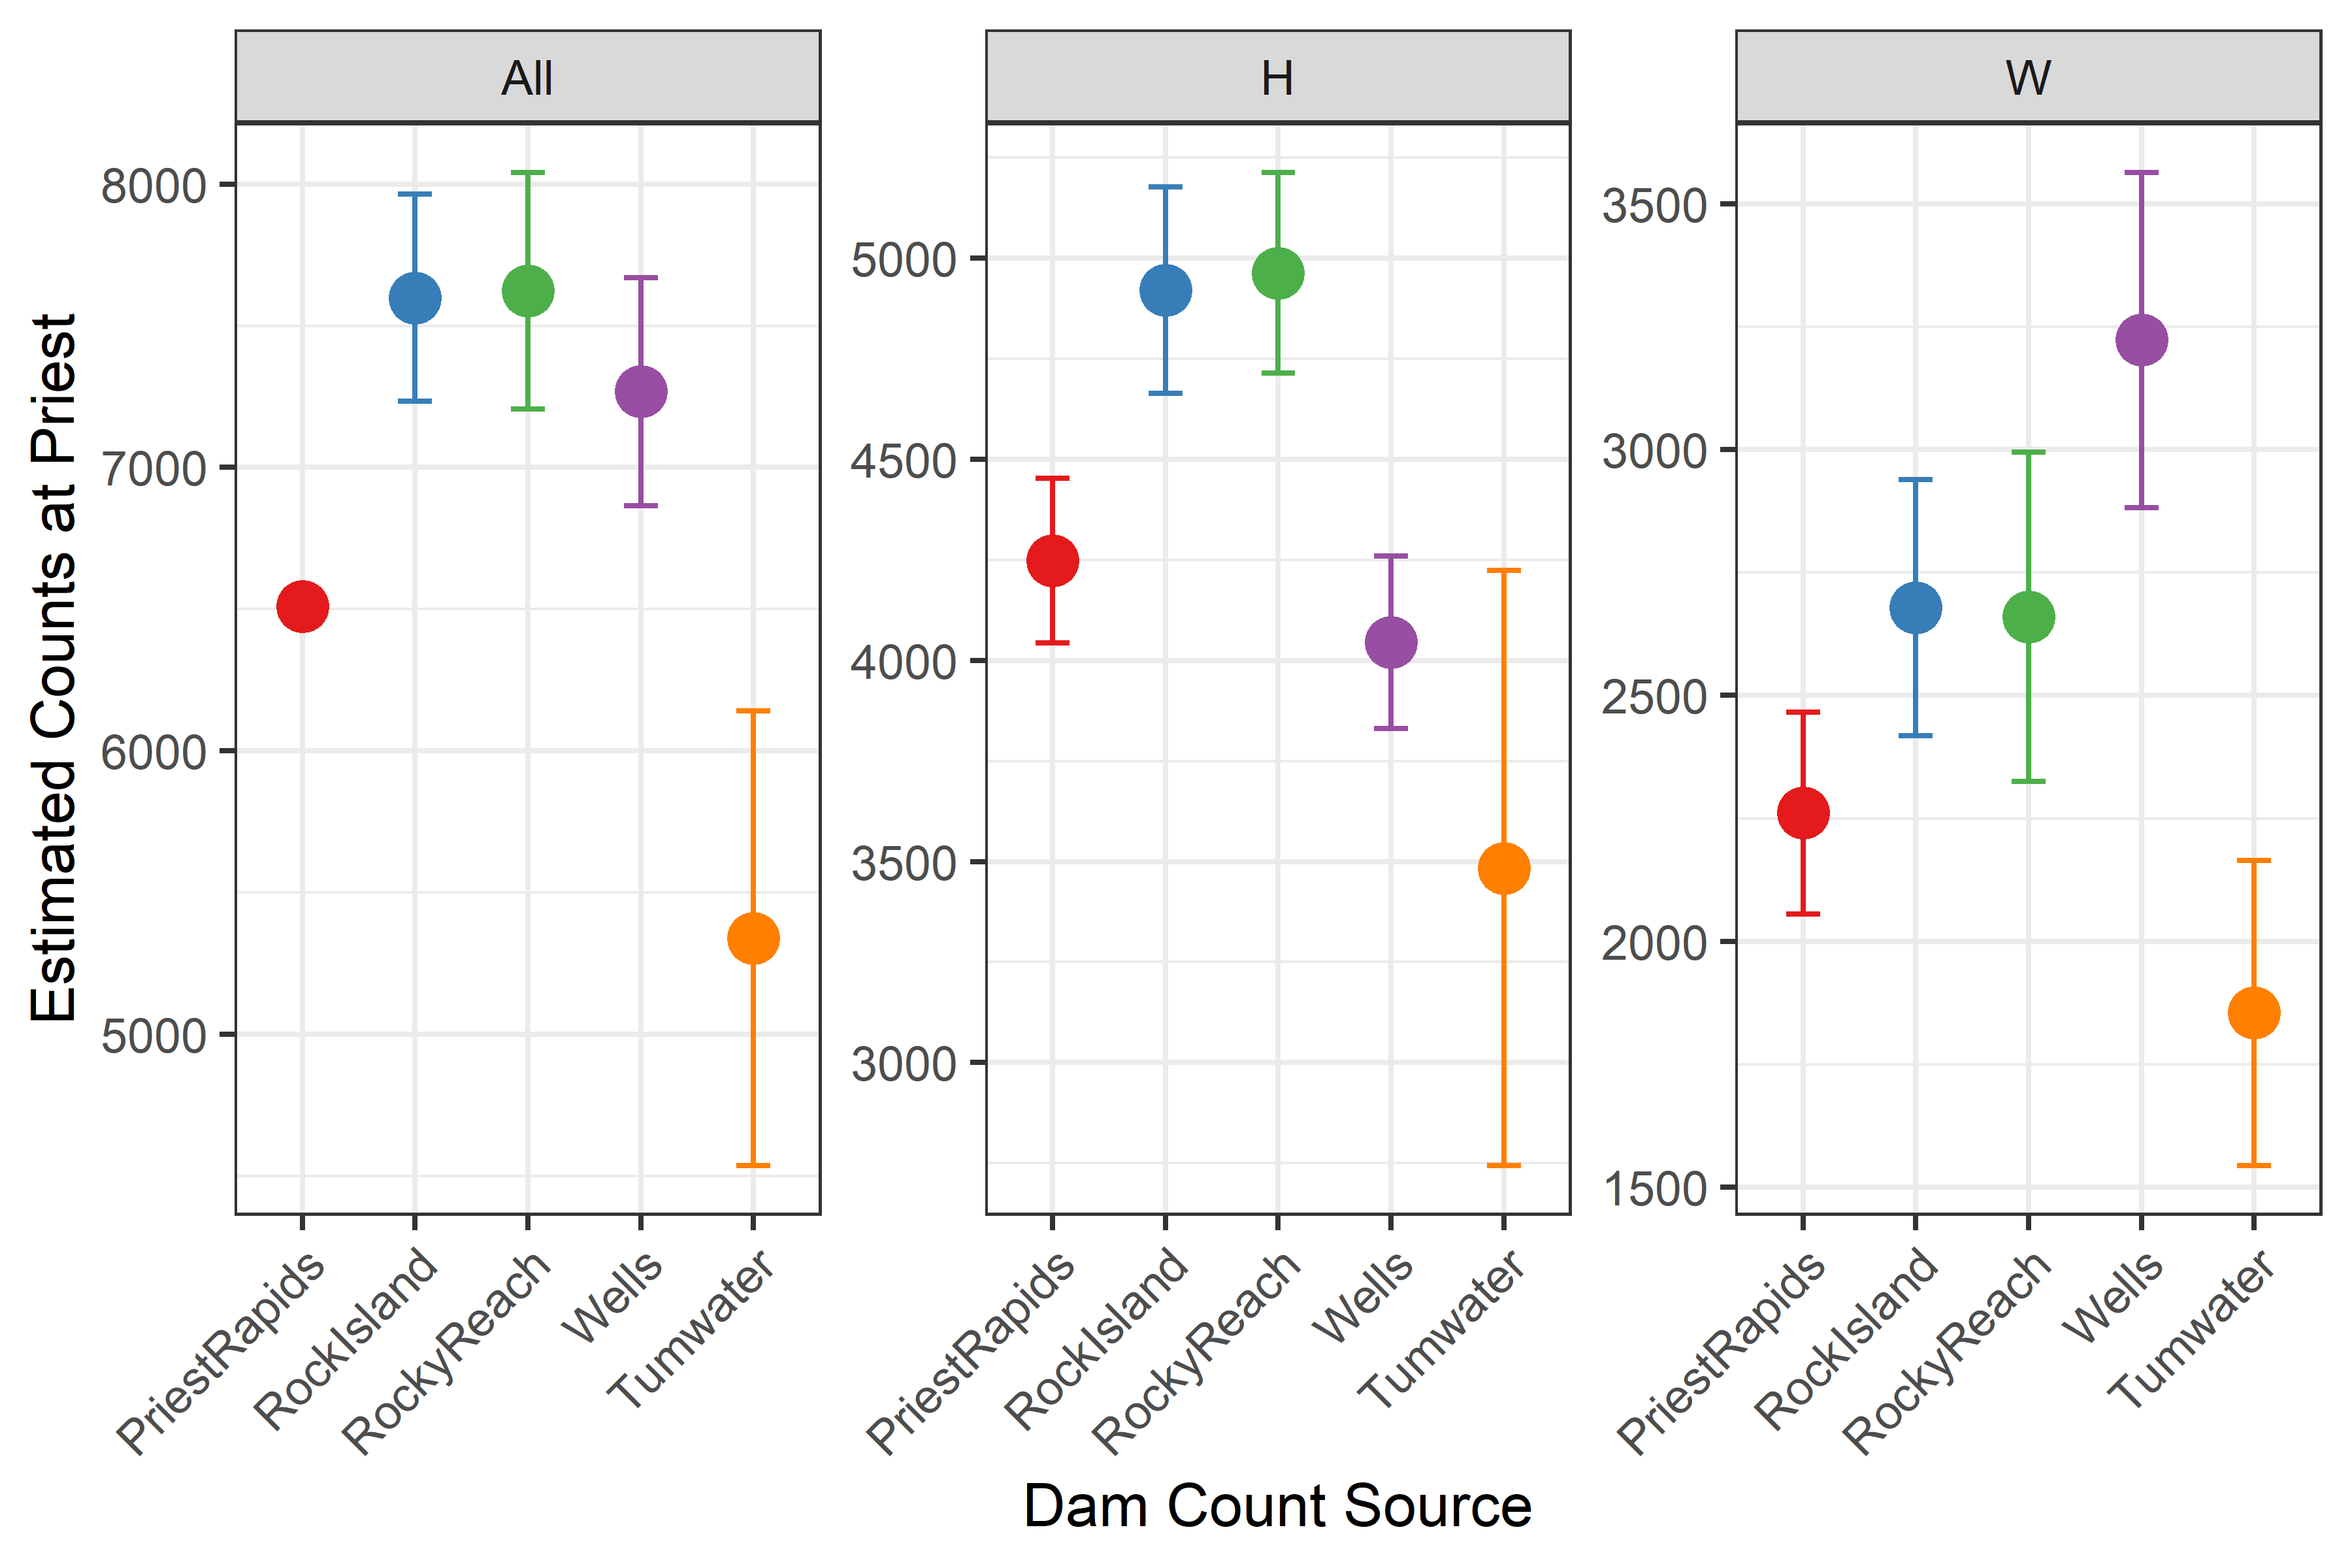 All
H
W
Estimated Counts at Priest
8000
7000
6000
5000
5000
4500
4000
3500
3000
3500
3000
2500
2000
1500
PriestRapids
RockIsland
RockyReach
Wells
Tumwater
PriestRapids
RockIsland
RockyReach
Wells
Tumwater
PriestRapids
RockIsland
RockyReach
Wells
Tumwater
Dam Count Source